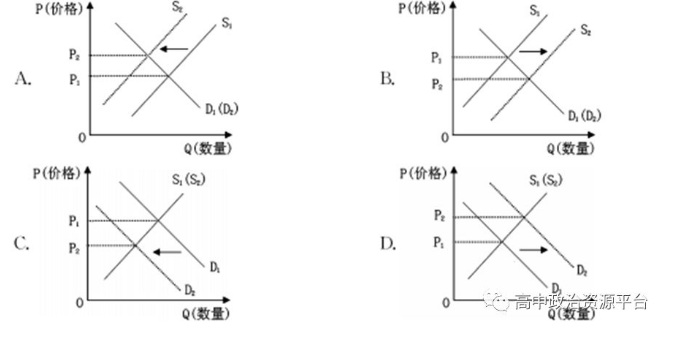 A.
P(价格)
S₂
S₁
P₂
P₁
D₁(D₂)
0
Q(数量)
B.
P(价格)
S₁
S₂
P₁
P₂
D₁(D₂)
0
Q(数量)
C.
P(价格)
S₁(S₂)
P₁
P₂
D₁
D₂
0
Q(数量)
D.
P(价格)
S₁(S₂)
P₂
P₁
D₂
D₁
0
Q(数量)
高中政治资源平台